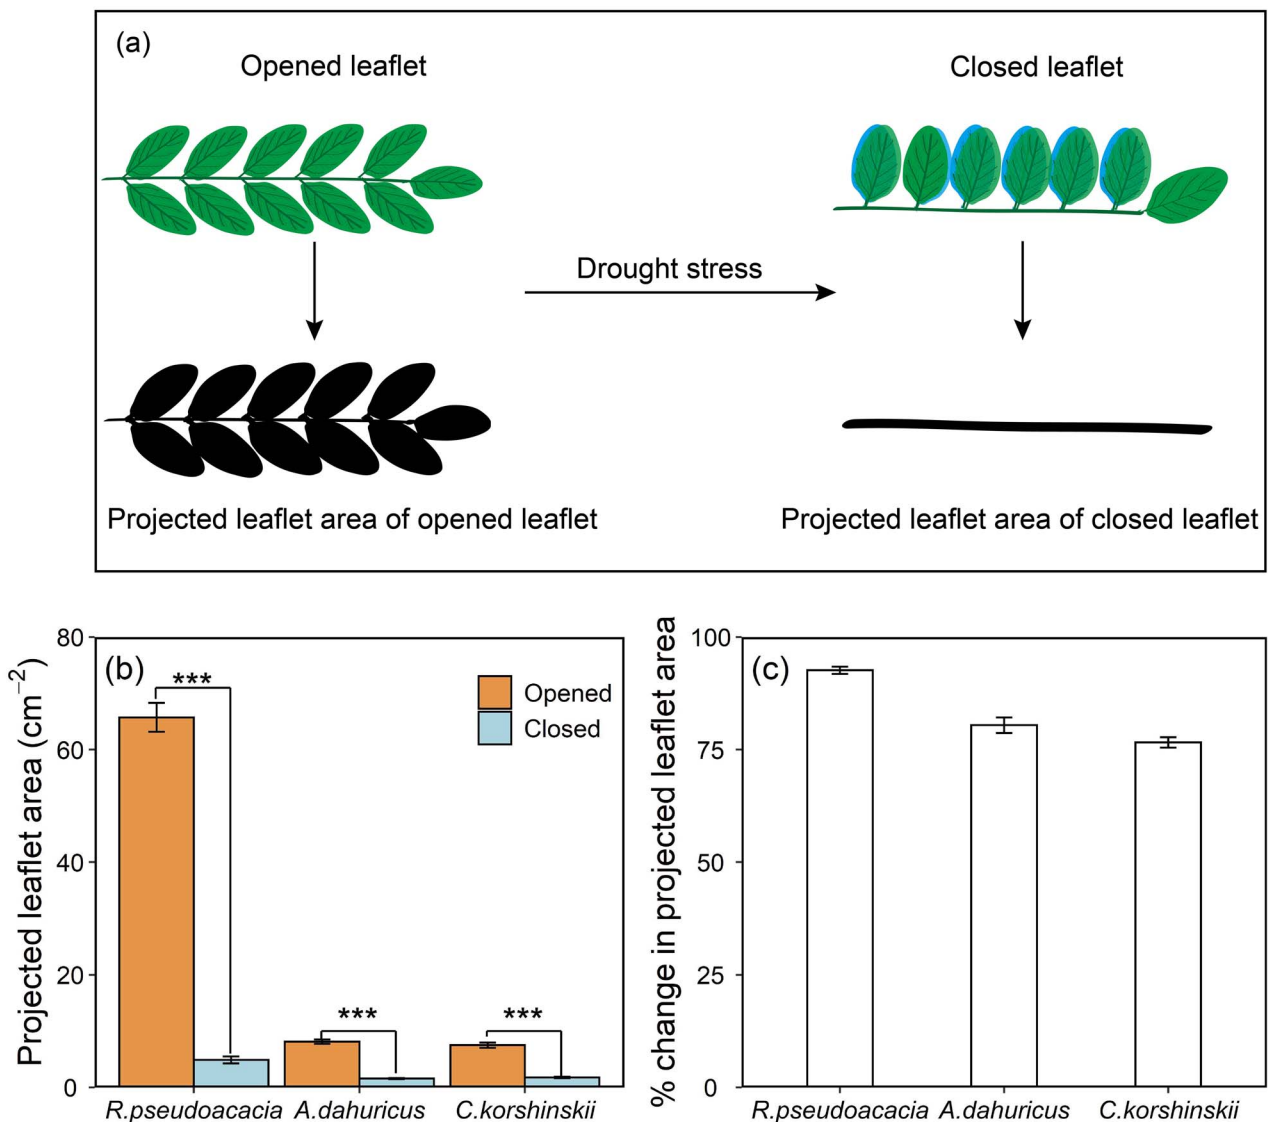 (a)
Opened leaflet
Closed leaflet
Drought stress
Projected leaflet area of opened leaflet
Projected leaflet area of closed leaflet
(b)
Projected leaflet area (cm⁻²)
80
60
40
20
0
***
***
***
Opened
Closed
R.pseudoacacia
A.dahuricus
C.korshinskii
(c)
% change in projected leaflet area
100
75
50
25
0
R.pseudoacacia
A.dahuricus
C.korshinskii